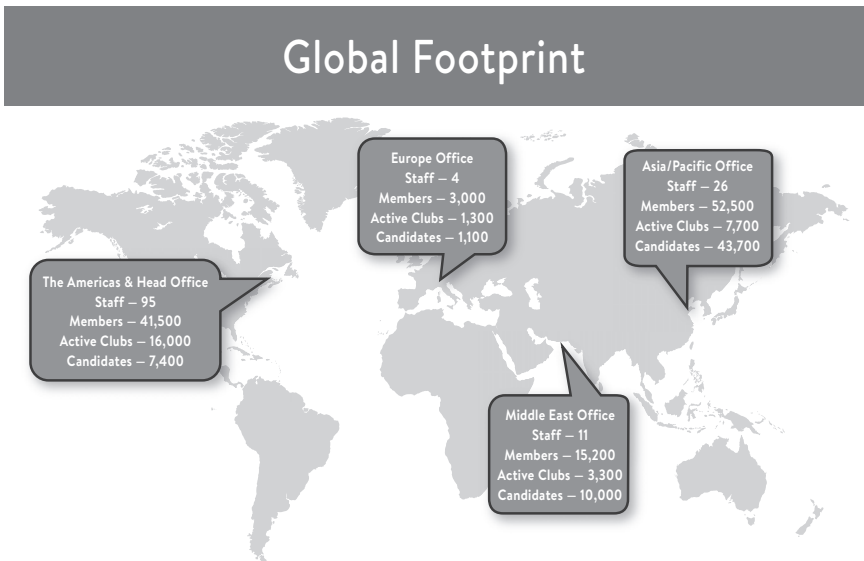 Global Footprint
Europe Office
Staff – 4
Members – 3,000
Active Clubs – 1,300
Candidates – 1,100
Asia/Pacific Office
Staff – 26
Members – 52,500
Active Clubs – 7,700
Candidates – 43,700
The Americas & Head Office
Staff – 95
Members – 41,500
Active Clubs – 16,000
Candidates – 7,400
Middle East Office
Staff – 11
Members – 15,200
Active Clubs – 3,300
Candidates – 10,000